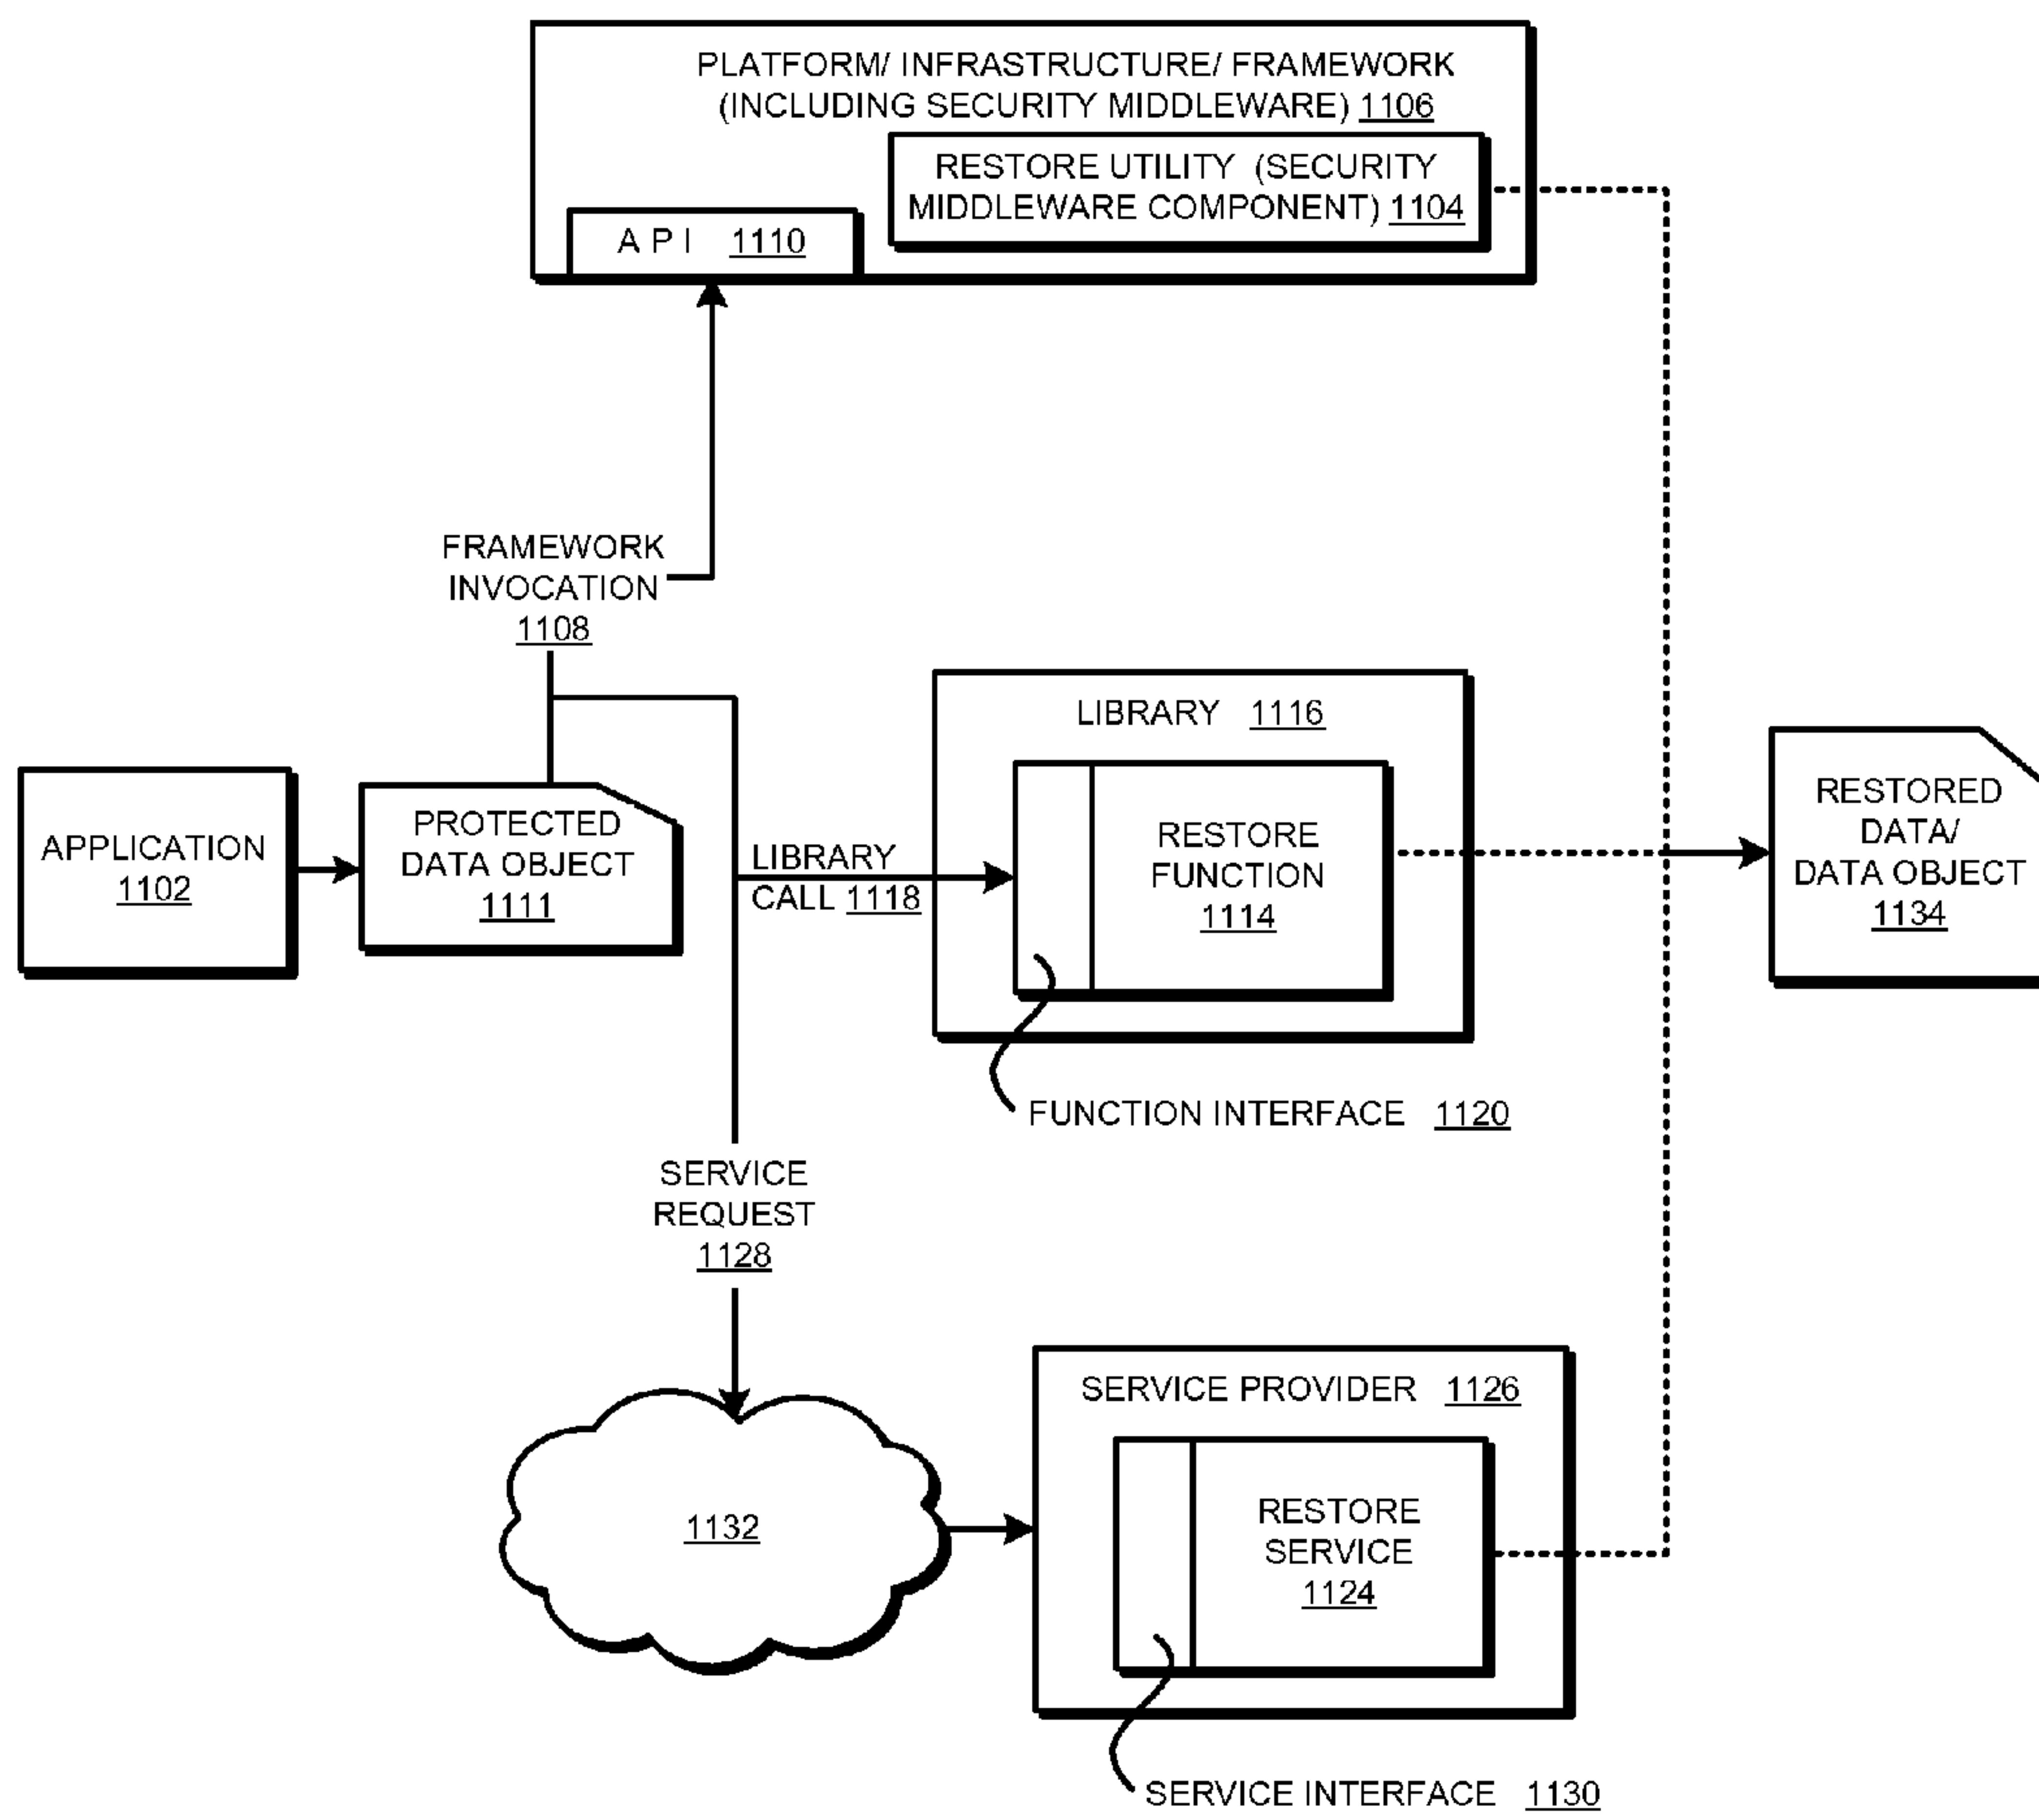 PLATFORM/ INFRASTRUCTURE/ FRAMEWORK
(INCLUDING SECURITY MIDDLEWARE) 1106
RESTORE UTILITY (SECURITY
MIDDLEWARE COMPONENT) 1104
API 1110
FRAMEWORK
INVOCATION
1108
LIBRARY 1116
APPLICATION
1102
PROTECTED
DATA OBJECT
1111
LIBRARY
CALL 1118
RESTORE
FUNCTION
1114
RESTORED
DATA/
DATA OBJECT
1134
FUNCTION INTERFACE 1120
SERVICE
REQUEST
1128
SERVICE PROVIDER 1126
1132
RESTORE
SERVICE
1124
SERVICE INTERFACE 1130